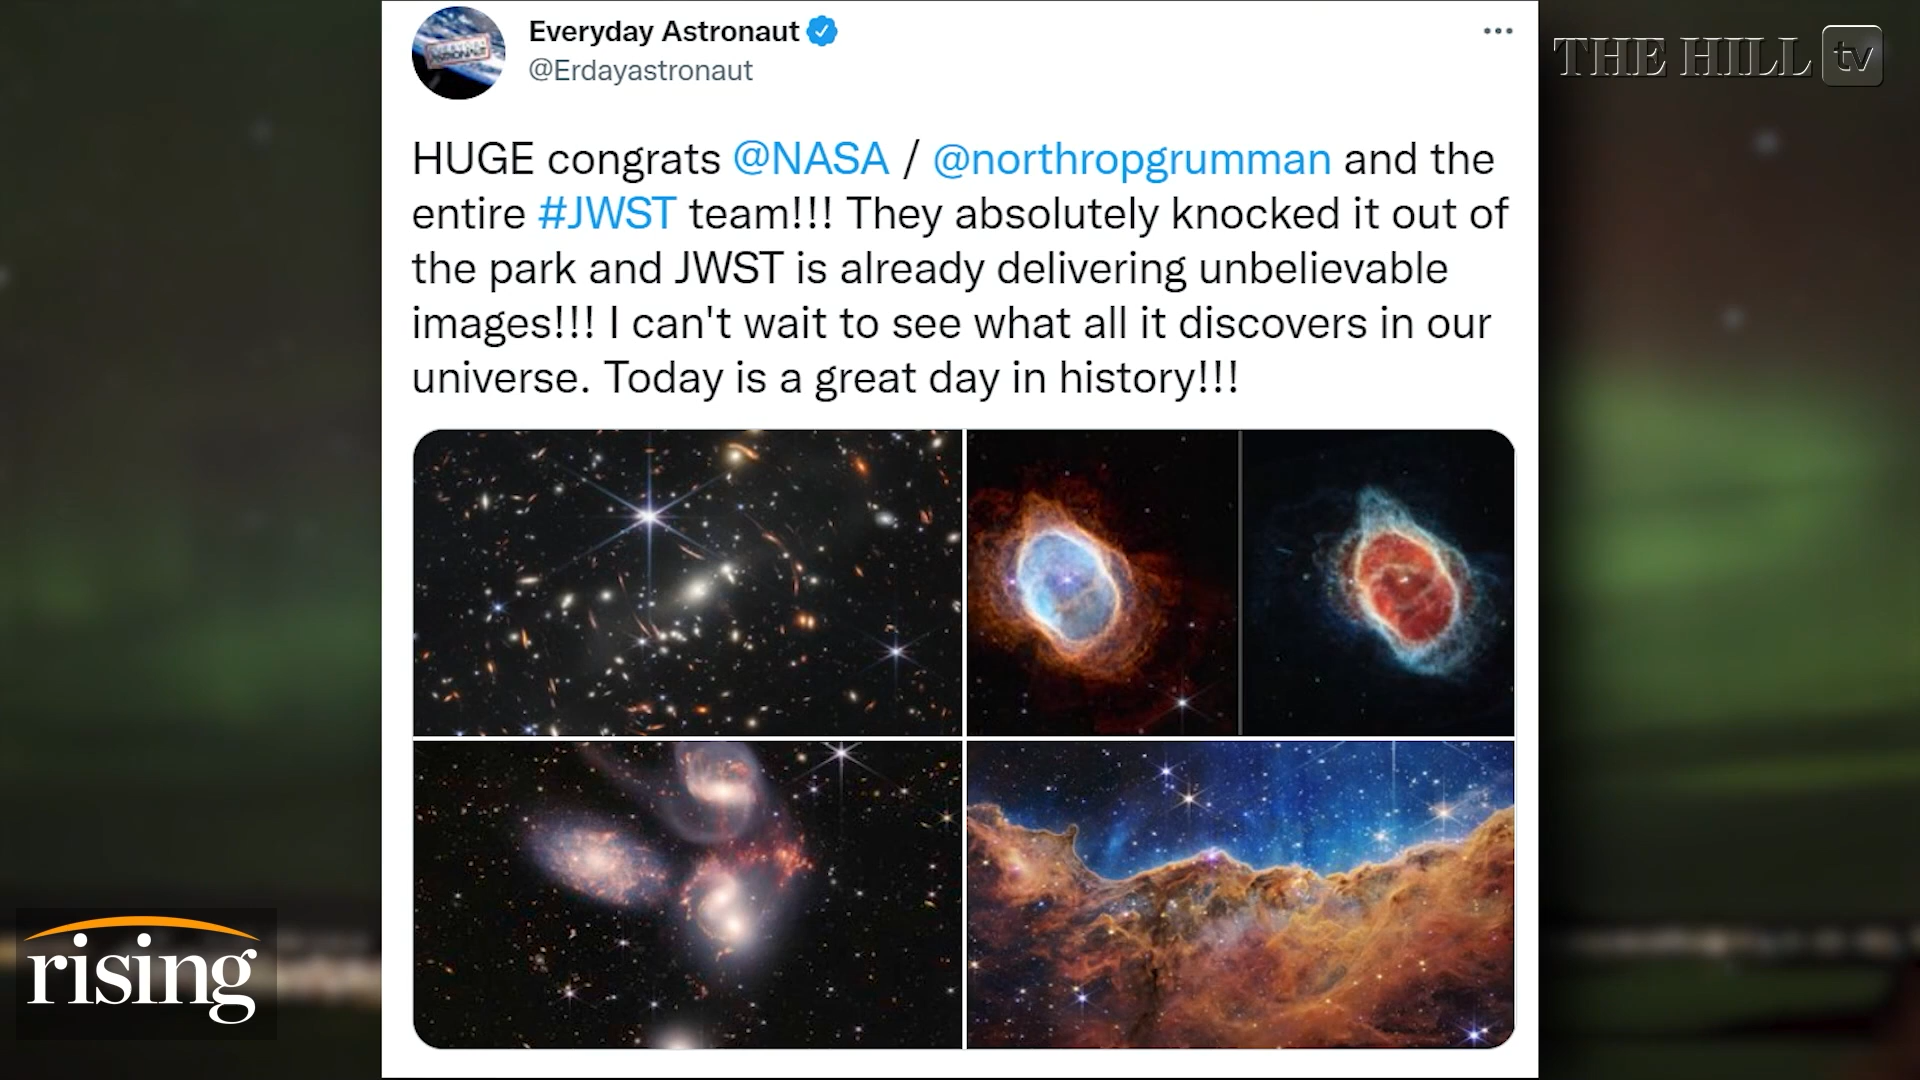 Everyday Astronaut
@Erdayastronaut
THE HILL tv
HUGE congrats @NASA / @northropgrumman and the
entire #JWST team!!! They absolutely knocked it out of
the park and JWST is already delivering unbelievable
images!!! I can't wait to see what all it discovers in our
universe. Today is a great day in history!!!
rising